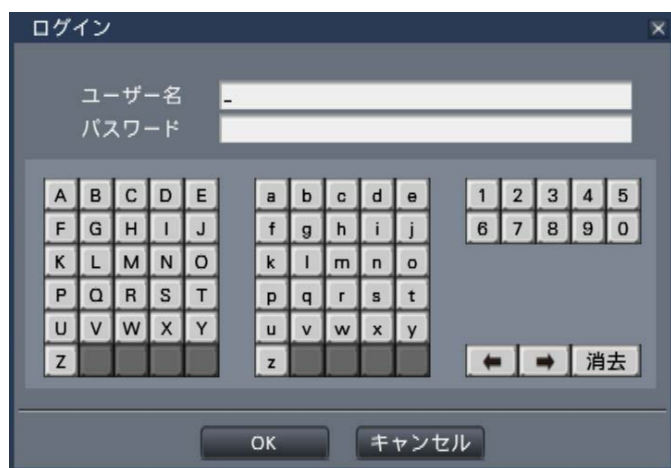 ログイン
ユーザー名
パスワード
A B C D E a b c d e 1 2 3 4 5
F G H I J f g h i j 6 7 8 9 0
K L M N O k l m n o
P Q R S T p q r s t
U V W X Y u v w x y
Z z ← → 消去
OK キャンセル